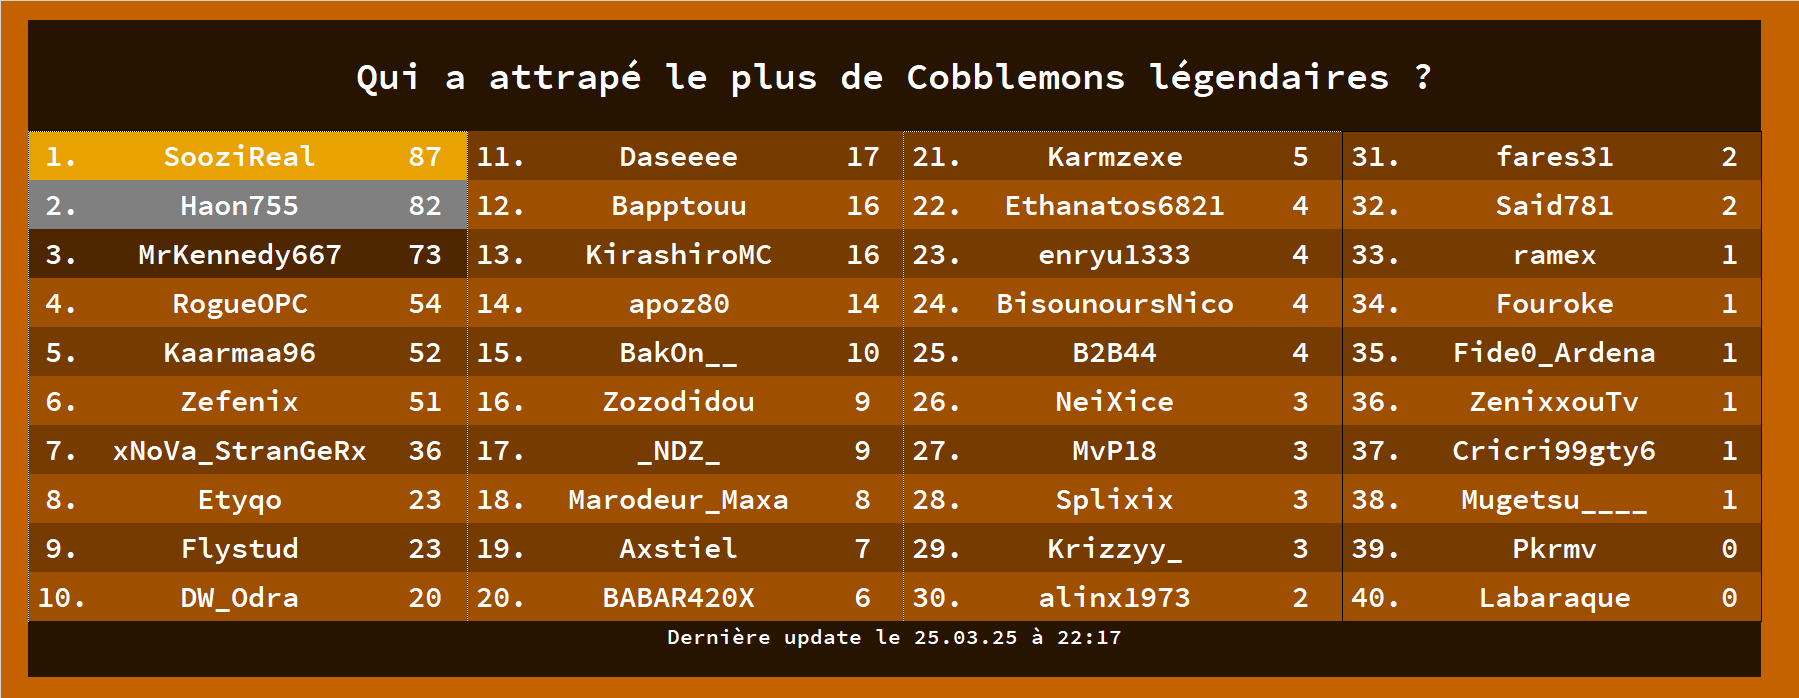 Qui a attrapé le plus de Cobblemons légendaires ?
1. SooziReal 87 11. Daseeee 17 21. Karmzexe 5 31. fares31 2
2. Haon755 82 12. Bapptouu 16 22. Ethanatos6821 4 32. Said781 2
3. MrKennedy667 73 13. KirashiroMC 16 23. enryu1333 4 33. ramex 1
4. RogueOPC 54 14. apoz80 14 24. BisounoursNico 4 34. Fouroke 1
5. Kaarmaa96 52 15. BakOn__ 10 25. B2B44 4 35. Fide0_Ardena 1
6. Zefenix 51 16. Zozodidou 9 26. NeiXice 3 36. ZenixxouTv 1
7. xNoVa_StranGeRx 36 17. _NDZ_ 9 27. MvP18 3 37. Cricri99gty6 1
8. Etyqo 23 18. Marodeur_Maxa 8 28. Splixix 3 38. Mugetsu____ 1
9. Flystud 23 19. Axstiel 7 29. Krizzyy_ 3 39. Pkrmv 0
10. DW_Odra 20 20. BABAR420X 6 30. alinx1973 2 40. Labaraque 0
Dernière update le 25.03.25 à 22:17